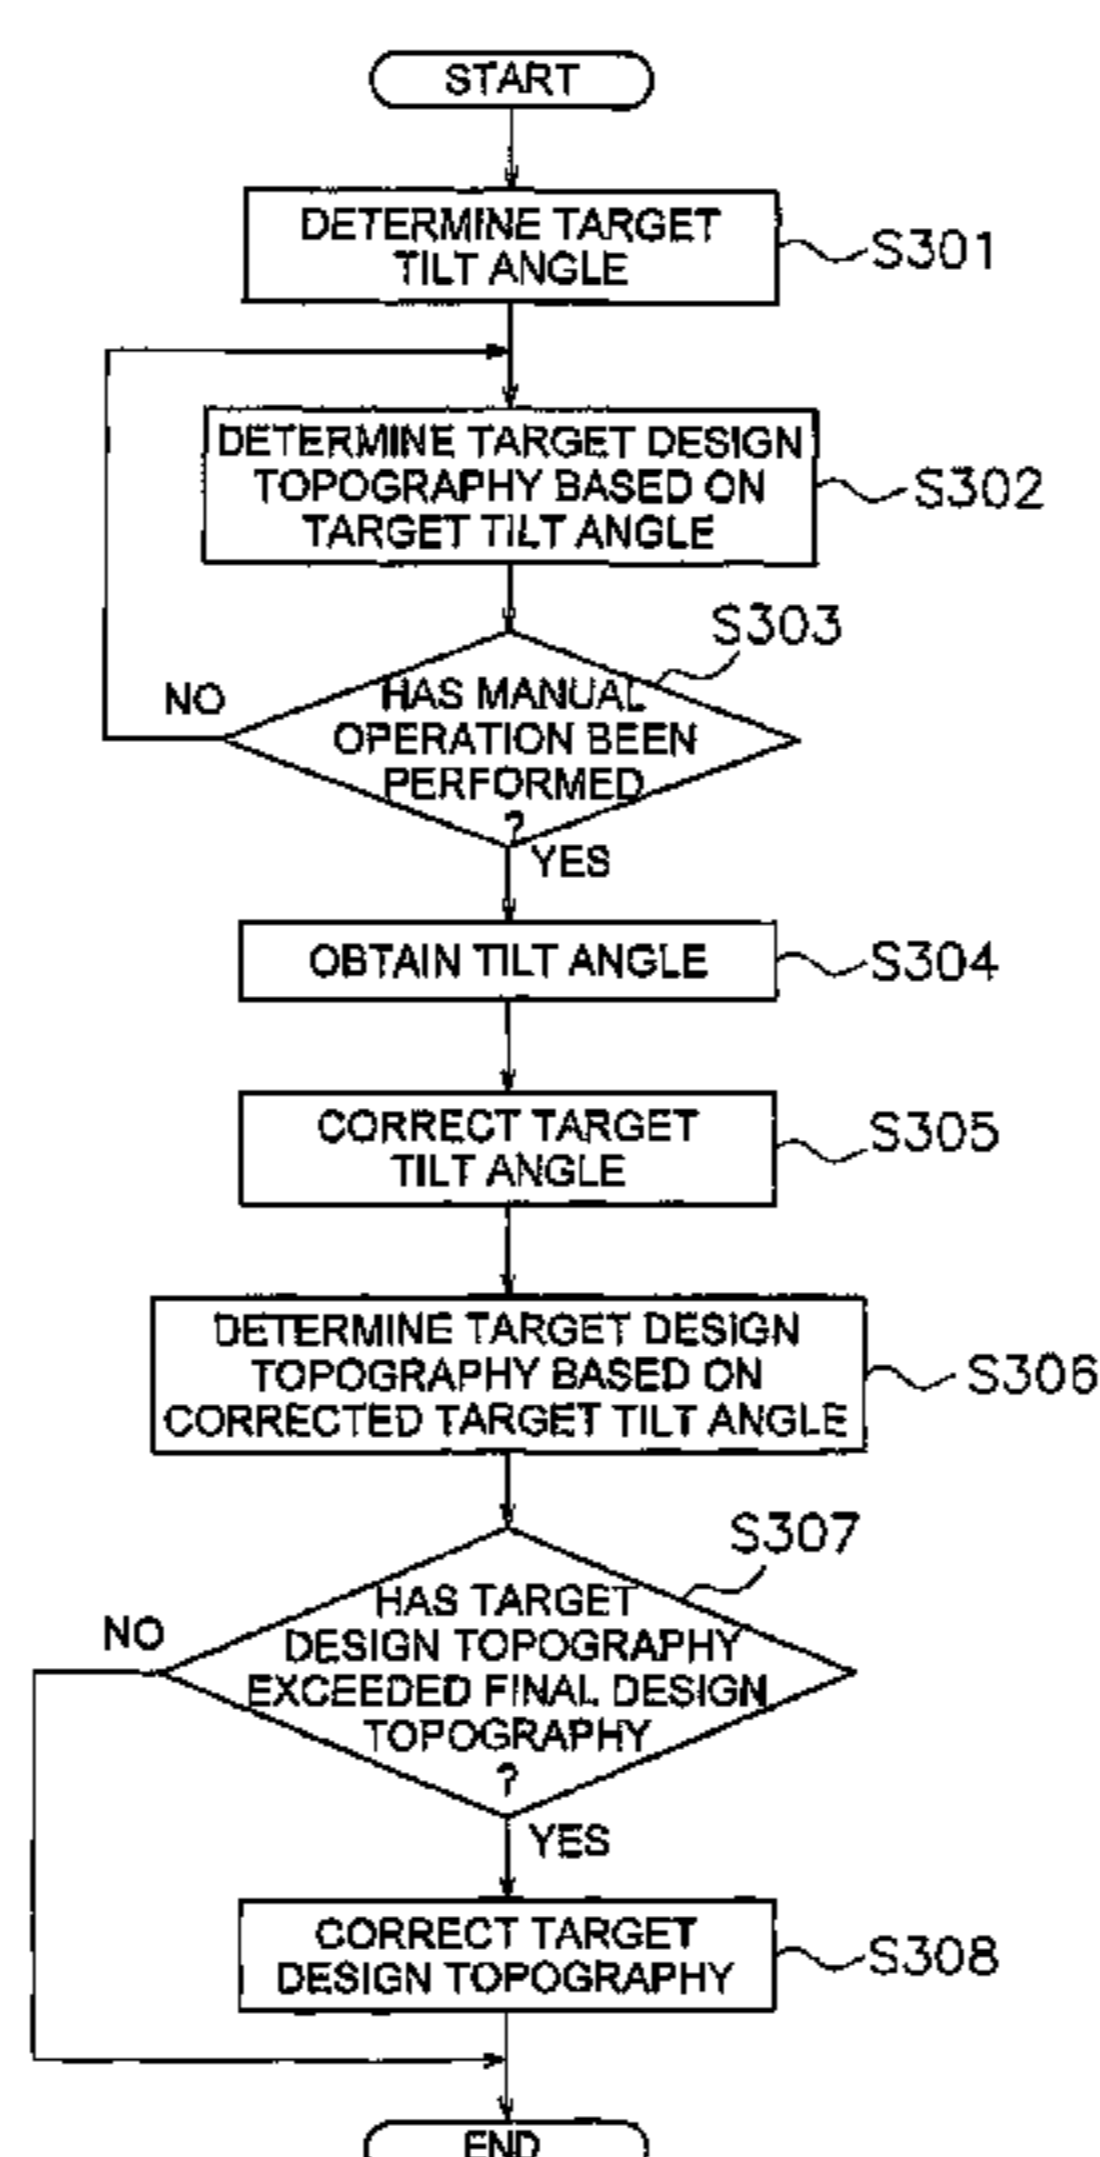 START
DETERMINE TARGET
TILT ANGLE
S301
DETERMINE TARGET DESIGN
TOPOGRAPHY BASED ON
TARGET TILT ANGLE
S302
S303
NO
HAS MANUAL
OPERATION BEEN
PERFORMED
?
YES
OBTAIN TILT ANGLE
S304
CORRECT TARGET
TILT ANGLE
S305
DETERMINE TARGET DESIGN
TOPOGRAPHY BASED ON
CORRECTED TARGET TILT ANGLE
S306
S307
NO
HAS TARGET
DESIGN TOPOGRAPHY
EXCEEDED FINAL DESIGN
TOPOGRAPHY
?
YES
CORRECT TARGET
DESIGN TOPOGRAPHY
S308
END